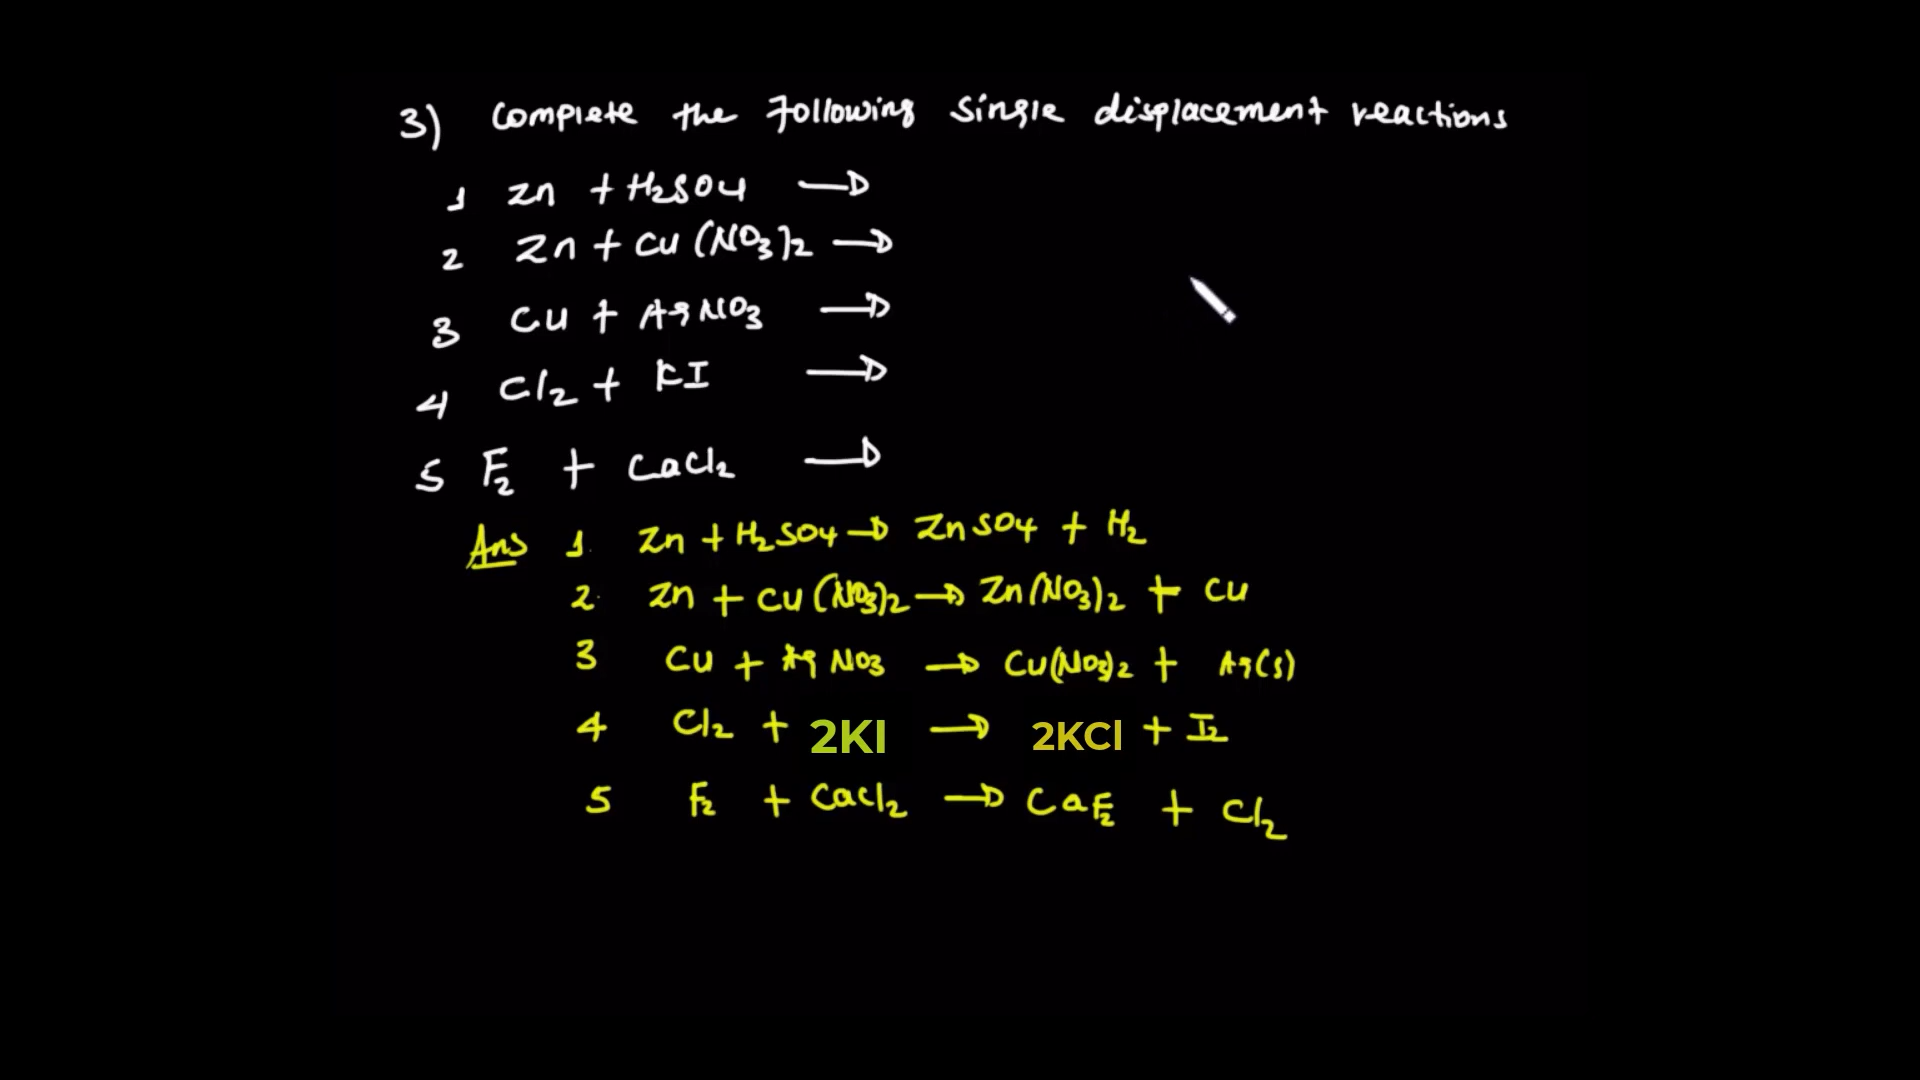 3) Complete the following single displacement reactions
1 Zn + H2SO4 →
2 Zn + Cu(NO3)2 →
3 Cu + AgNO3 →
4 Cl2 + KI →
5 F2 + CaCl2 →
Ans 1. Zn + H2SO4 → ZnSO4 + H2
2. Zn + Cu(NO3)2 → Zn(NO3)2 + Cu
3 Cu + AgNO3 → Cu(NO3)2 + Ag(s)
4 Cl2 + 2KI → 2KCl + I2
5 F2 + CaCl2 → CaF2 + Cl2